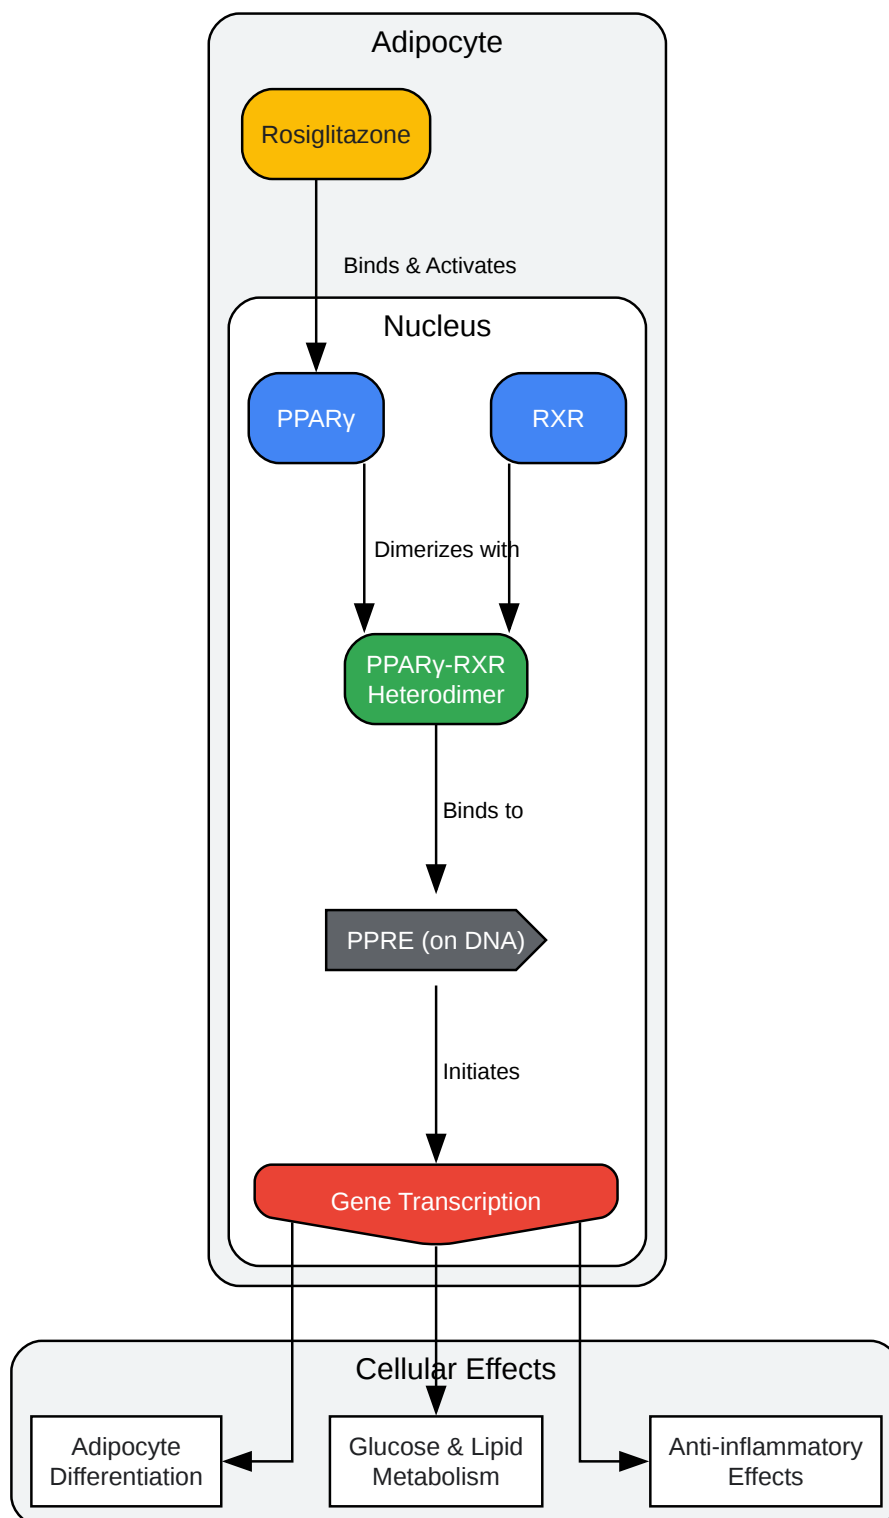 Adipocyte
Rosiglitazone
Binds & Activates
Nucleus
PPARγ
RXR
Dimerizes with
PPARγ-RXR
Heterodimer
Binds to
PPRE (on DNA)
Initiates
Gene Transcription
Cellular Effects
Adipocyte
Differentiation
Glucose & Lipid
Metabolism
Anti-inflammatory
Effects